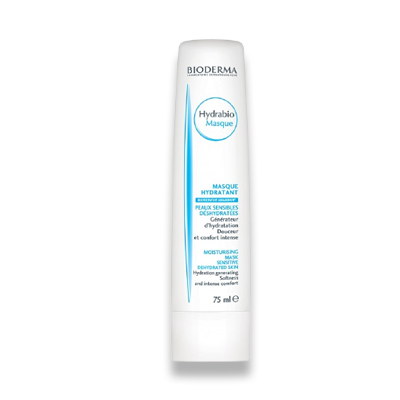 BIODERMA
Hydrabio
Masque
MASQUE
HYDRATANT
PEAUX SENSIBLES
DÉSHYDRATÉES
Générateur
d'hydratation
Douceur
et confort intense
MOISTURISING
MASK
SENSITIVE
DEHYDRATED SKIN
Hydration generating
Softness
and intense comfort
75 ml e